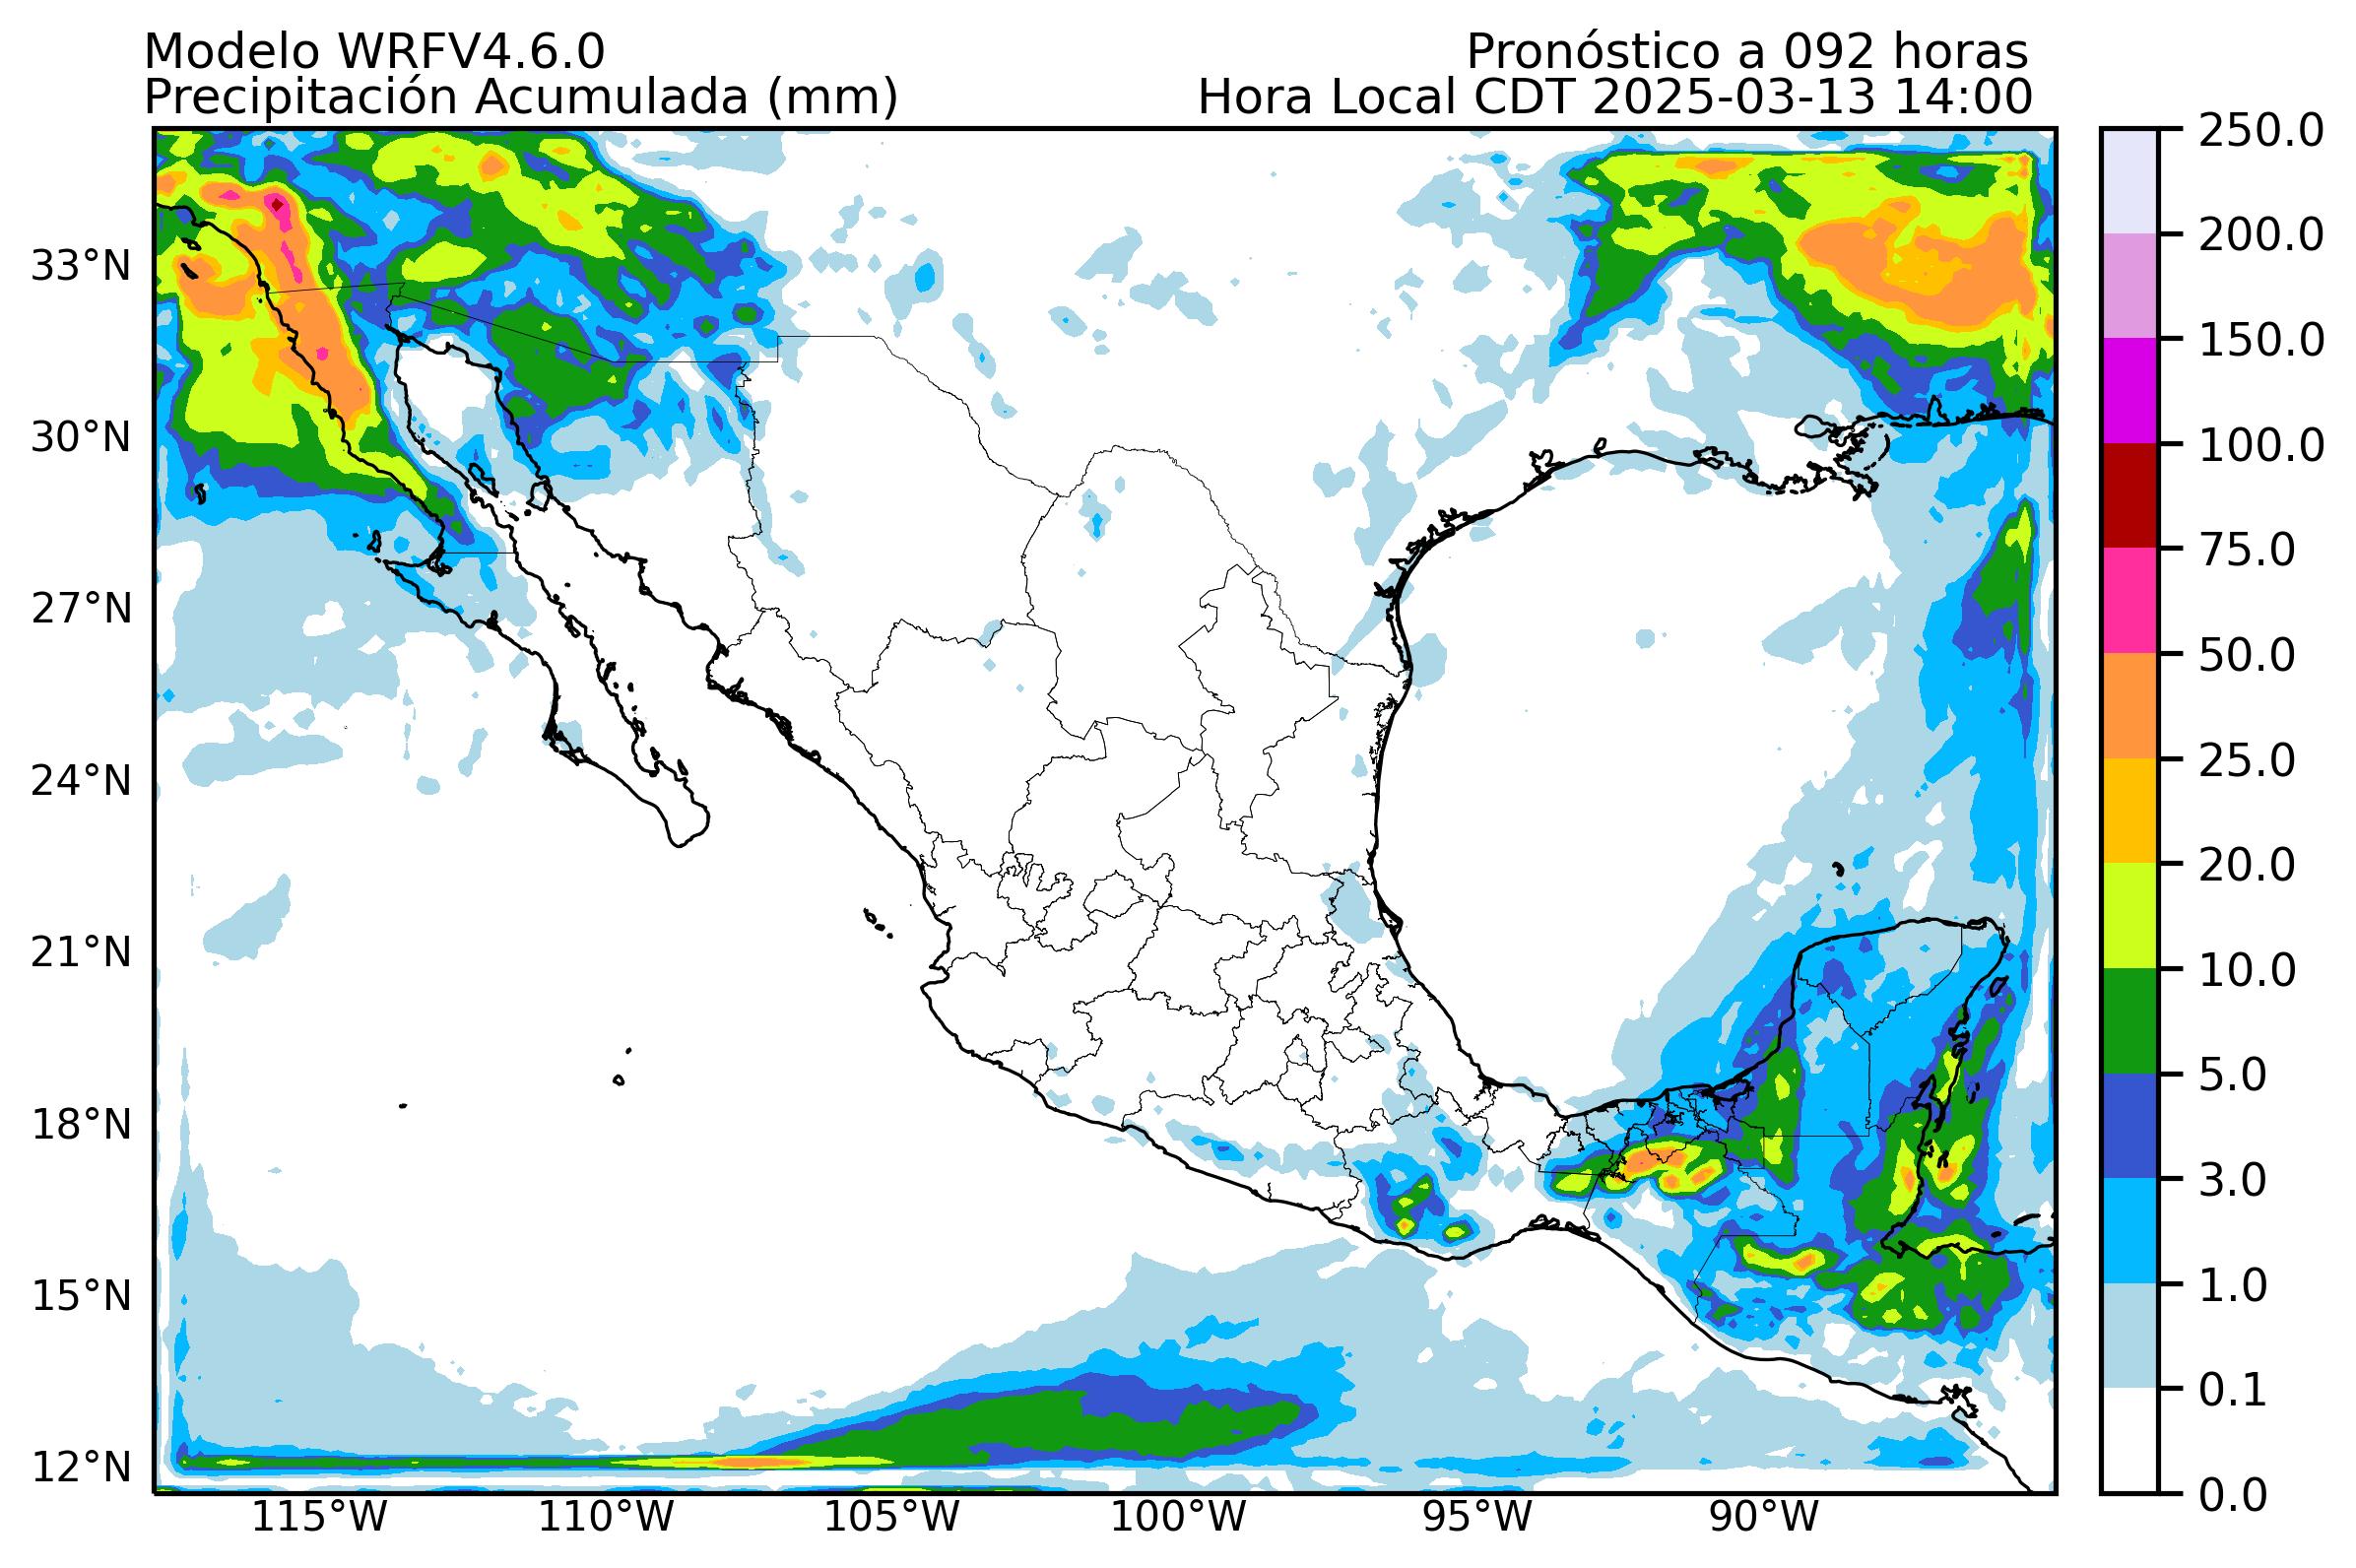 Modelo WRFV4.6.0
Pronóstico a 092 horas
Precipitación Acumulada (mm)
Hora Local CDT 2025-03-13 14:00
33°N
30°N
27°N
24°N
21°N
18°N
15°N
12°N
115°W
110°W
105°W
100°W
95°W
90°W
250.0
200.0
150.0
100.0
75.0
50.0
25.0
20.0
10.0
5.0
3.0
1.0
0.1
0.0